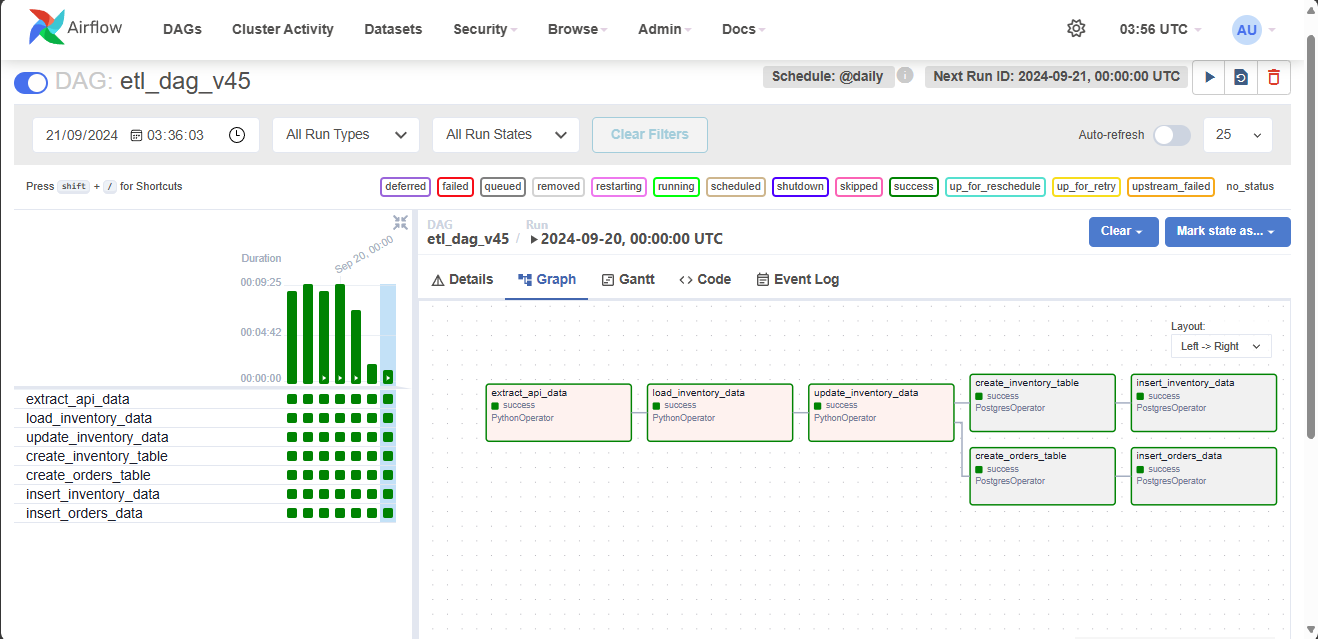 Airflow DAGs Cluster Activity Datasets Security Browse Admin Docs 03:56 UTC AU
DAG: etl_dag_v45 Schedule: @daily Next Run ID: 2024-09-21, 00:00:00 UTC
21/09/2024 03:36:03 All Run Types All Run States Clear Filters Auto-refresh 25
Press shift + / for Shortcuts deferred failed queued removed restarting running scheduled shutdown skipped success up_for_reschedule up_for_retry upstream_failed no_status
Duration
Sep 20, 00:00
00:09:25
00:04:42
00:00:00
extract_api_data
load_inventory_data
update_inventory_data
create_inventory_table
create_orders_table
insert_inventory_data
insert_orders_data
DAG Run
etl_dag_v45 / 2024-09-20, 00:00:00 UTC
Clear Mark state as...
Details Graph Gantt Code Event Log
Layout:
Left -> Right
extract_api_data
success
PythonOperator
load_inventory_data
success
PythonOperator
update_inventory_data
success
PythonOperator
create_inventory_table
success
PostgresOperator
insert_inventory_data
success
PostgresOperator
create_orders_table
success
PostgresOperator
insert_orders_data
success
PostgresOperator